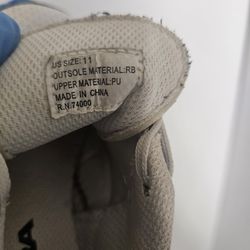 US SIZE: 11
OUTSOLE MATERIAL:RB
UPPER MATERIAL:PU
MADE IN CHINA
R.N.74000